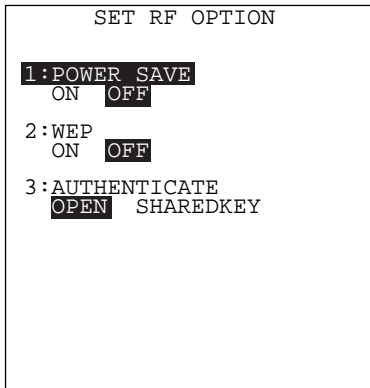 SET RF OPTION
1:POWER SAVE
ON OFF
2:WEP
ON OFF
3:AUTHENTICATE
OPEN SHAREDKEY